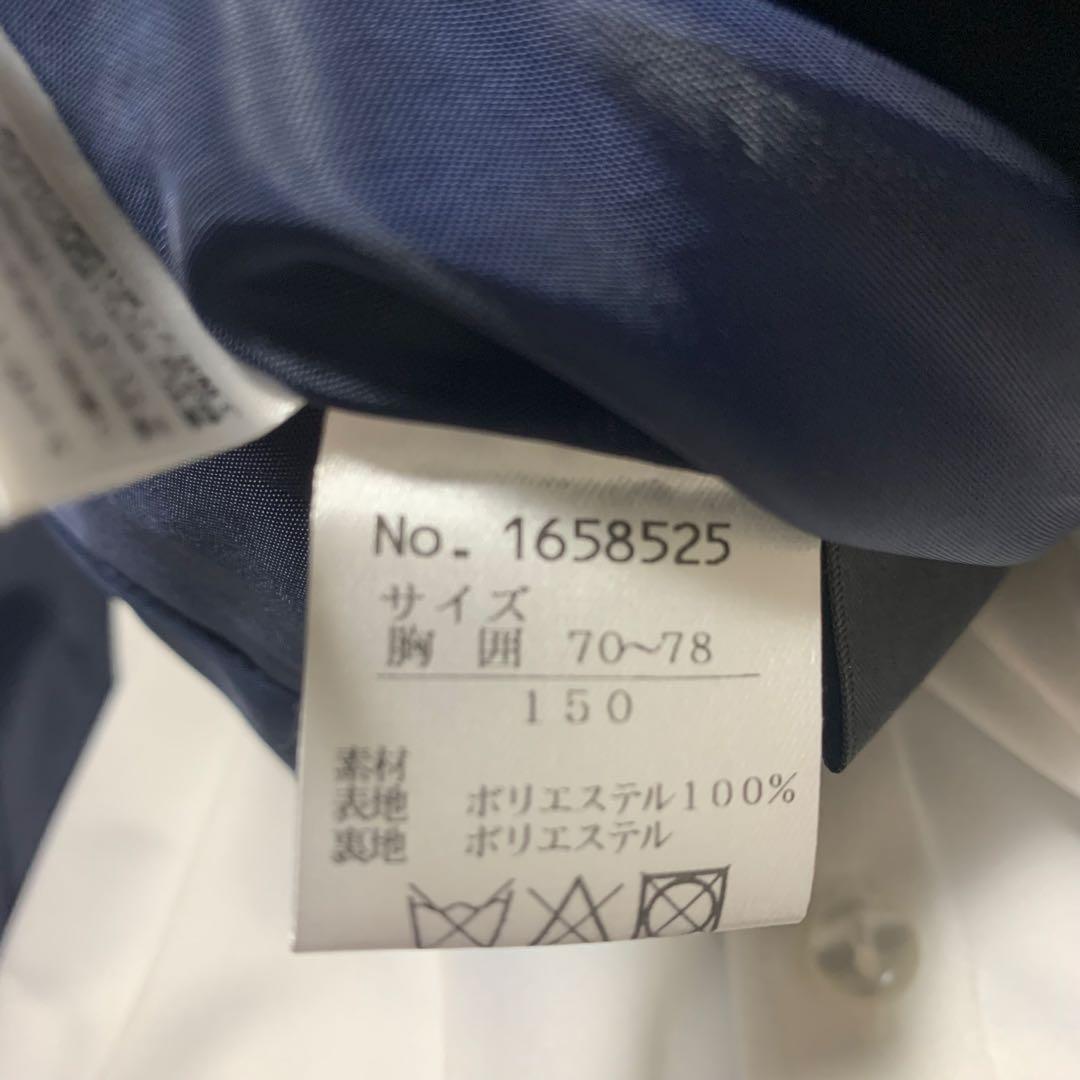 No. 1658525
サイズ
胸囲 70~78
150
素材
表地 ポリエステル100%
裏地 ポリエステル